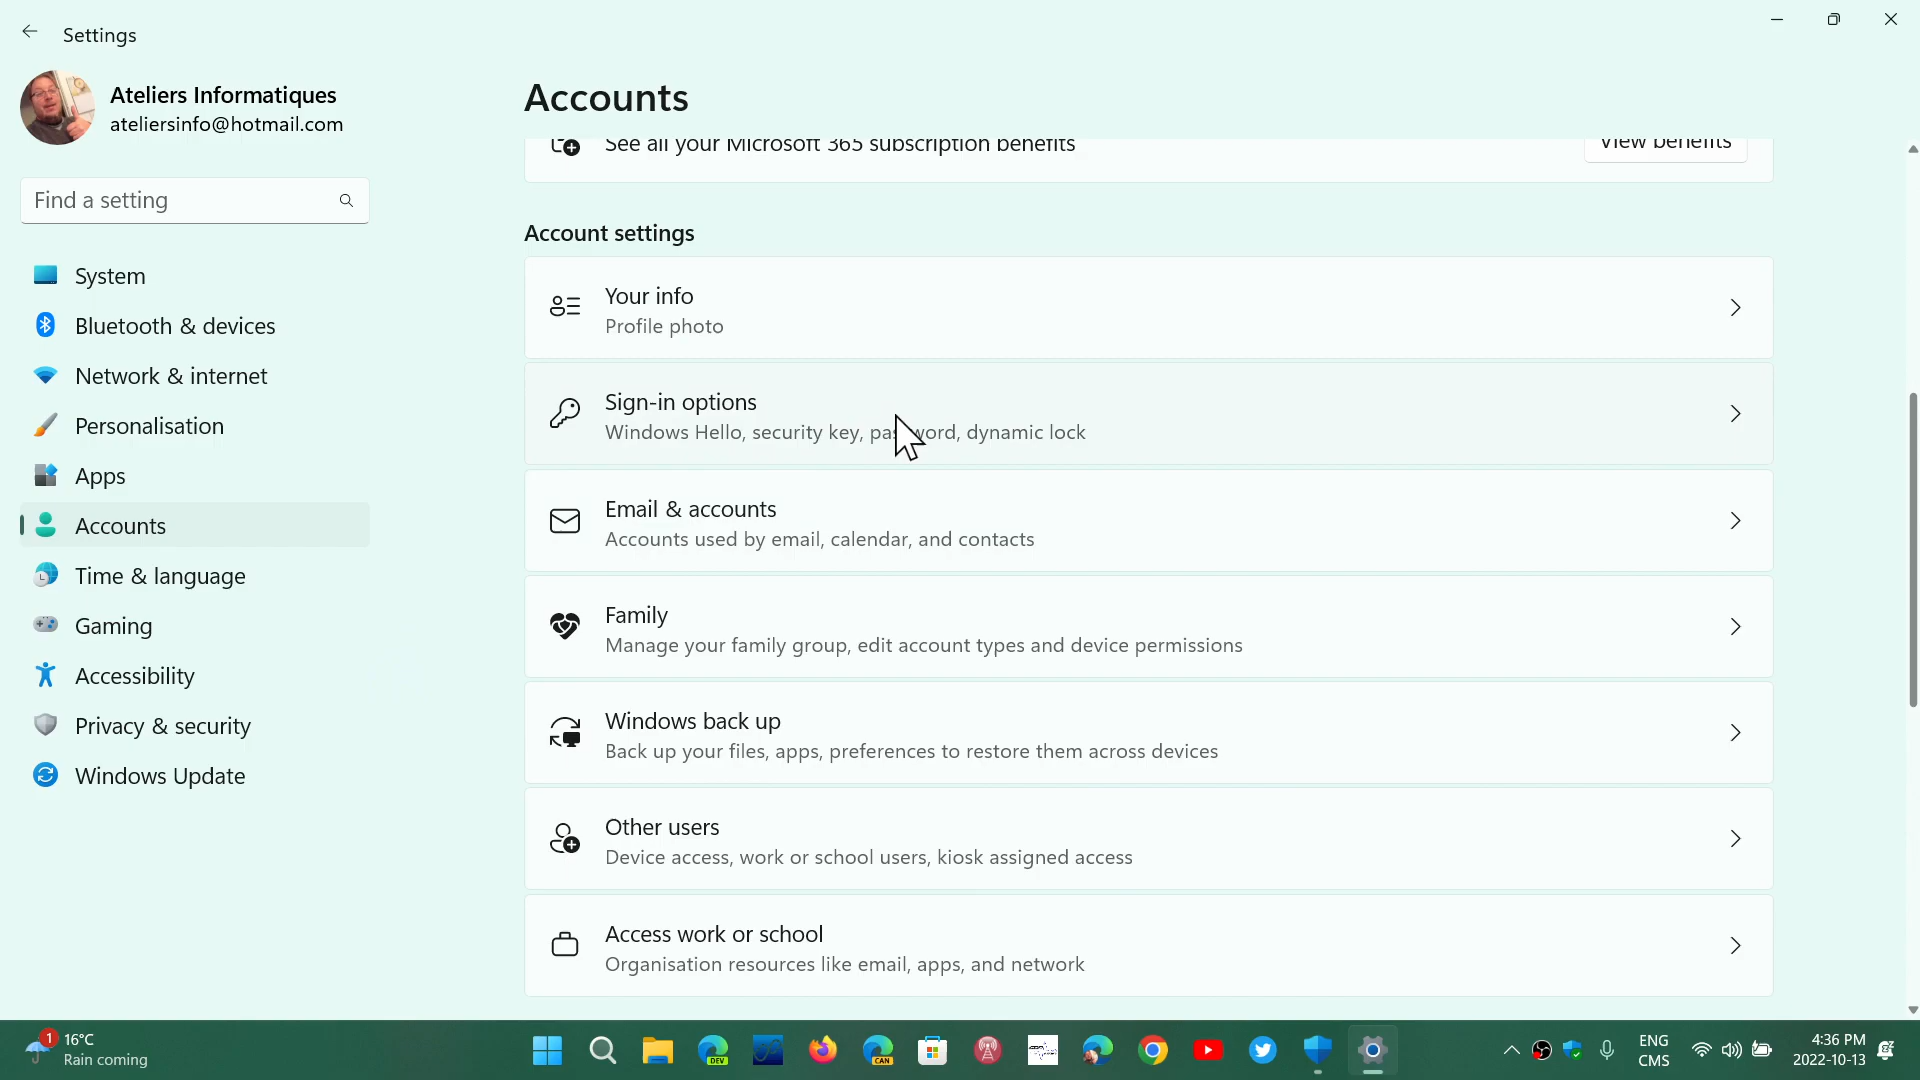 Settings
Ateliers Informatiques
ateliersinfo@hotmail.com
Find a setting
System
Bluetooth & devices
Network & internet
Personalisation
Apps
Accounts
Time & language
Gaming
Accessibility
Privacy & security
Windows Update
Accounts
See all your Microsoft 365 subscription benefits
View benefits
Account settings
Your info
Profile photo
Sign-in options
Windows Hello, security key, password, dynamic lock
Email & accounts
Accounts used by email, calendar, and contacts
Family
Manage your family group, edit account types and device permissions
Windows back up
Back up your files, apps, preferences to restore them across devices
Other users
Device access, work or school users, kiosk assigned access
Access work or school
Organisation resources like email, apps, and network
1
16°C
Rain coming
DEV
CAN
ENG
CMS
4:36 PM
2022-10-13